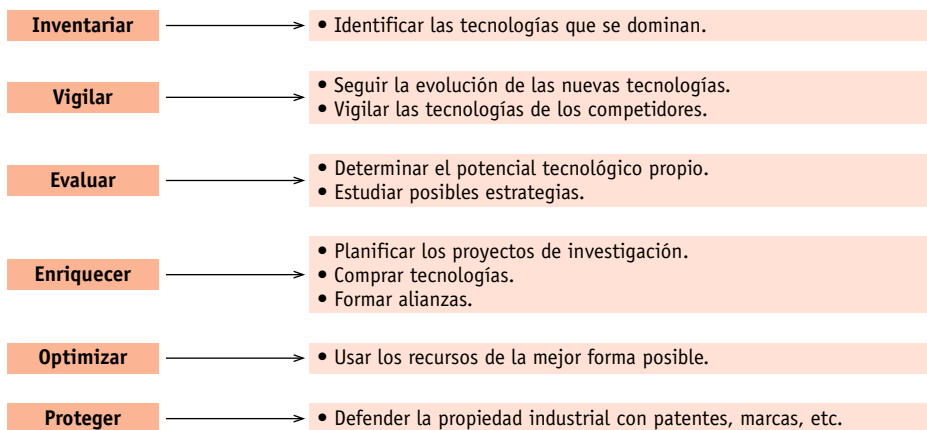 Inventariar
• Identificar las tecnologías que se dominan.
Vigilar
• Seguir la evolución de las nuevas tecnologías.
• Vigilar las tecnologías de los competidores.
Evaluar
• Determinar el potencial tecnológico propio.
• Estudiar posibles estrategias.
Enriquecer
• Planificar los proyectos de investigación.
• Comprar tecnologías.
• Formar alianzas.
Optimizar
• Usar los recursos de la mejor forma posible.
Proteger
• Defender la propiedad industrial con patentes, marcas, etc.